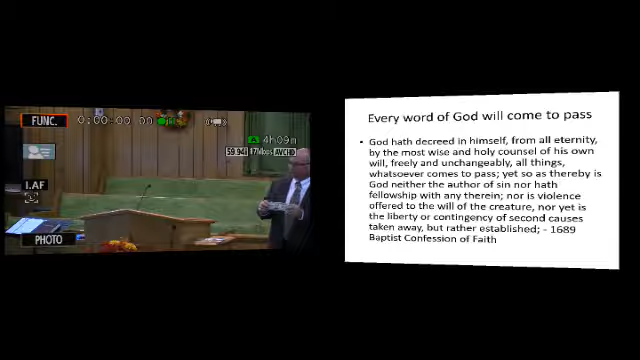 FUNC.
0:00:00.00
4h09m
59.94i 17Mbps AVCHD
I.AF
PHOTO
Every word of God will come to pass
• God hath decreed in himself, from all eternity,
by the most wise and holy counsel of his own
will, freely and unchangeably, all things,
whatsoever comes to pass; yet so as thereby is
God neither the author of sin nor hath
fellowship with any therein; nor is violence
offered to the will of the creature, nor yet is
the liberty or contingency of second causes
taken away, but rather established; - 1689
Baptist Confession of Faith